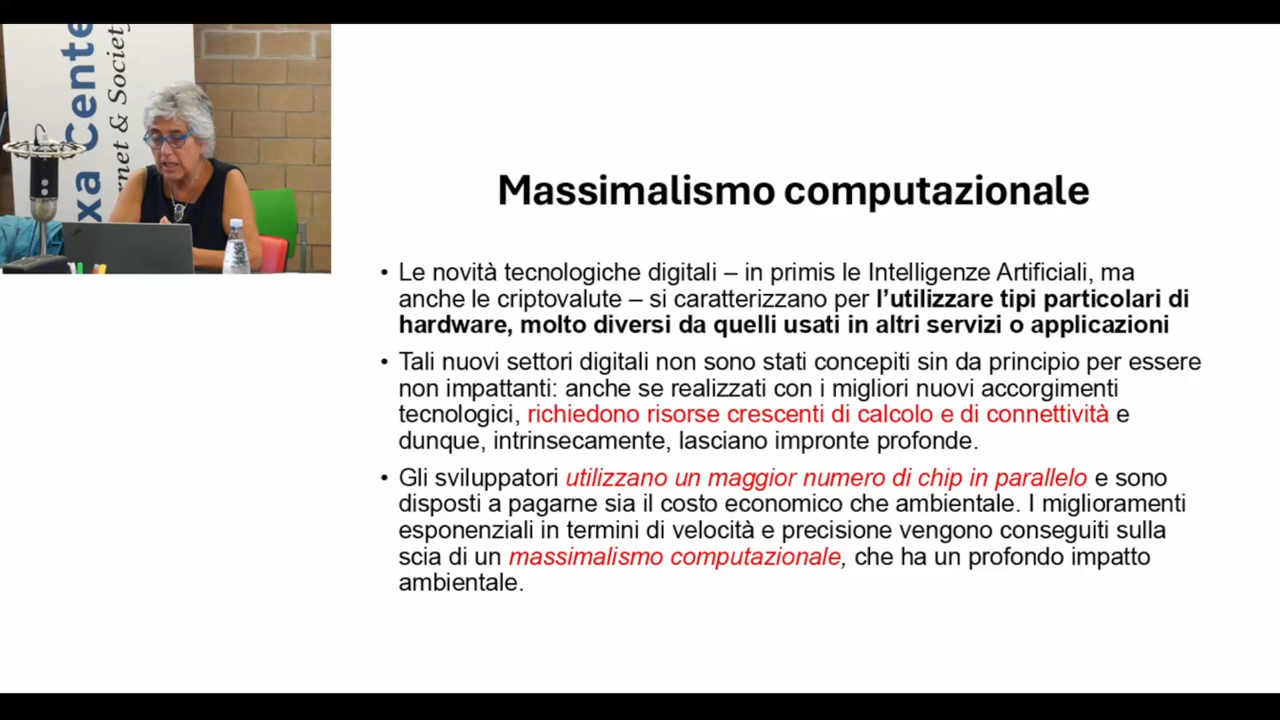 xa Cente
rnet & Society
Massimalismo computazionale
• Le novità tecnologiche digitali – in primis le Intelligenze Artificiali, ma
anche le criptovalute – si caratterizzano per l’utilizzare tipi particolari di
hardware, molto diversi da quelli usati in altri servizi o applicazioni
• Tali nuovi settori digitali non sono stati concepiti sin da principio per essere
non impattanti: anche se realizzati con i migliori nuovi accorgimenti
tecnologici, richiedono risorse crescenti di calcolo e di connettività e
dunque, intrinsecamente, lasciano impronte profonde.
• Gli sviluppatori utilizzano un maggior numero di chip in parallelo e sono
disposti a pagarne sia il costo economico che ambientale. I miglioramenti
esponenziali in termini di velocità e precisione vengono conseguiti sulla
scia di un massimalismo computazionale, che ha un profondo impatto
ambientale.